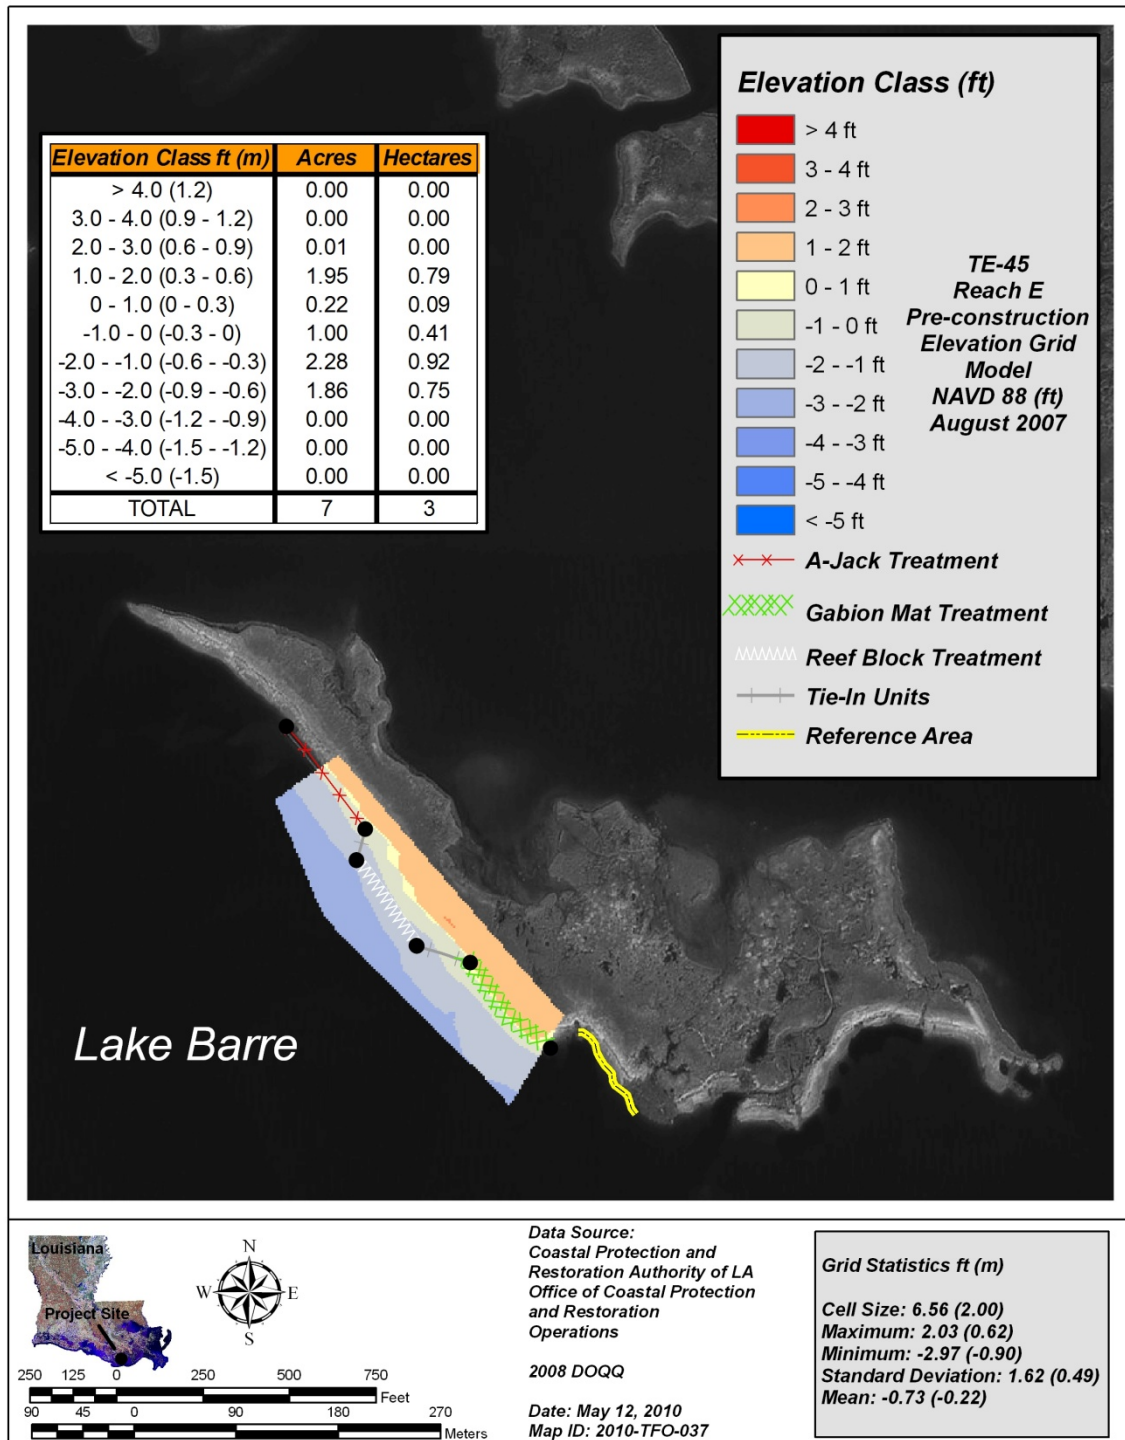 Elevation Class ft (m) Acres Hectares
> 4.0 (1.2) 0.00 0.00
3.0 - 4.0 (0.9 - 1.2) 0.00 0.00
2.0 - 3.0 (0.6 - 0.9) 0.01 0.00
1.0 - 2.0 (0.3 - 0.6) 1.95 0.79
0 - 1.0 (0 - 0.3) 0.22 0.09
-1.0 - 0 (-0.3 - 0) 1.00 0.41
-2.0 - -1.0 (-0.6 - -0.3) 2.28 0.92
-3.0 - -2.0 (-0.9 - -0.6) 1.86 0.75
-4.0 - -3.0 (-1.2 - -0.9) 0.00 0.00
-5.0 - -4.0 (-1.5 - -1.2) 0.00 0.00
< -5.0 (-1.5) 0.00 0.00
TOTAL 7 3
Elevation Class (ft)
> 4 ft
3 - 4 ft
2 - 3 ft
1 - 2 ft
0 - 1 ft
-1 - 0 ft
-2 - -1 ft
-3 - -2 ft
-4 - -3 ft
-5 - -4 ft
< -5 ft
A-Jack Treatment
Gabion Mat Treatment
Reef Block Treatment
Tie-In Units
Reference Area
TE-45
Reach E
Pre-construction
Elevation Grid
Model
NAVD 88 (ft)
August 2007
Lake Barre
Louisiana
Project Site
N
W E
S
250 125 0 250 500 750
Feet
90 45 0 90 180 270
Meters
Data Source:
Coastal Protection and
Restoration Authority of LA
Office of Coastal Protection
and Restoration
Operations
2008 DOQQ
Date: May 12, 2010
Map ID: 2010-TFO-037
Grid Statistics ft (m)
Cell Size: 6.56 (2.00)
Maximum: 2.03 (0.62)
Minimum: -2.97 (-0.90)
Standard Deviation: 1.62 (0.49)
Mean: -0.73 (-0.22)